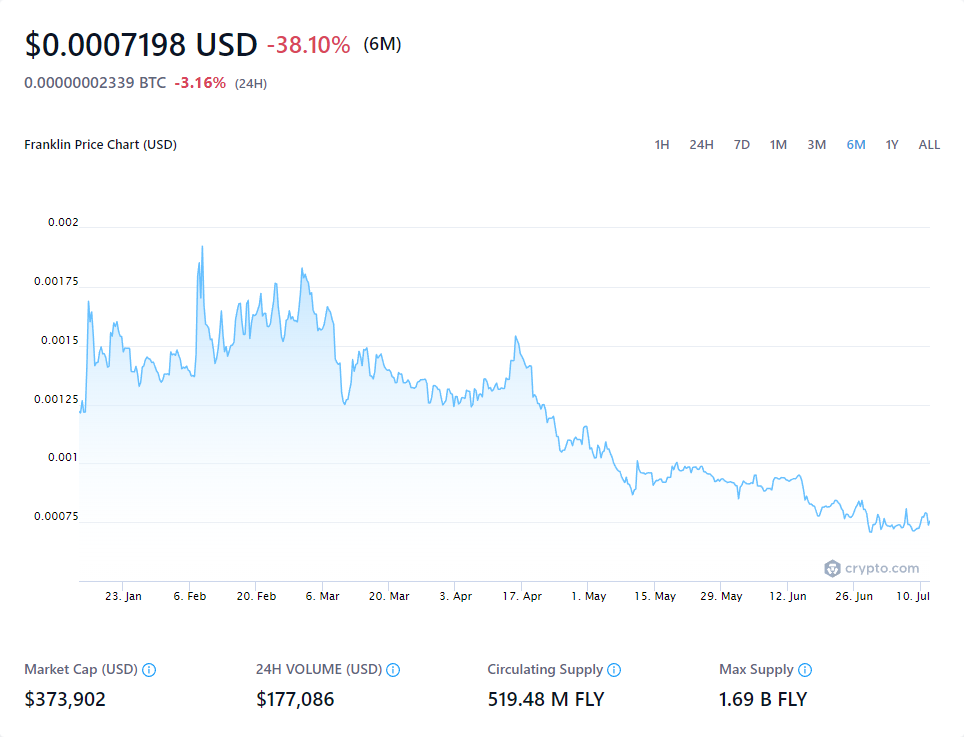 $0.0007198 USD -38.10% (6M)
0.00000002339 BTC -3.16% (24H)
Franklin Price Chart (USD) 1H 24H 7D 1M 3M 6M 1Y ALL
0.002
0.00175
0.0015
0.00125
0.001
0.00075
crypto.com
23. Jan 6. Feb 20. Feb 6. Mar 20. Mar 3. Apr 17. Apr 1. May 15. May 29. May 12. Jun 26. Jun 10. Jul
Market Cap (USD) 24H VOLUME (USD) Circulating Supply Max Supply
$373,902 $177,086 519.48 M FLY 1.69 B FLY